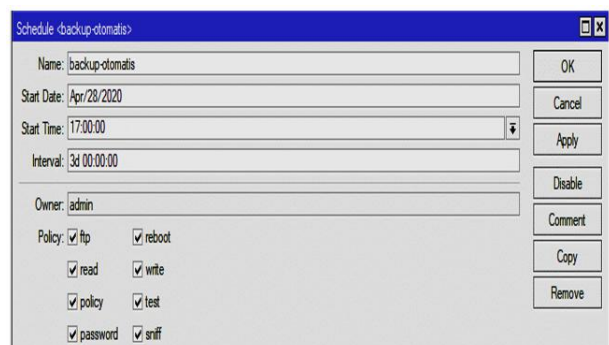 Schedule <backup-otomatis>
Name: backup-otomatis
Start Date: Apr/28/2020
Start Time: 17:00:00
Interval: 3d 00:00:00
Owner: admin
Policy: ftp reboot
read write
policy test
password sniff
OK
Cancel
Apply
Disable
Comment
Copy
Remove